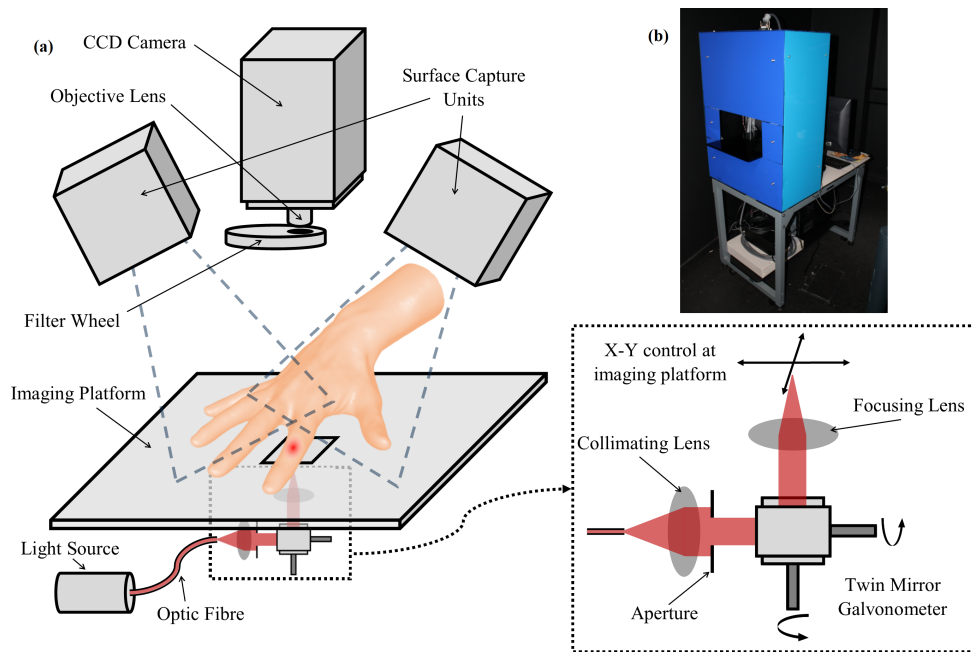 (a)
CCD Camera
Objective Lens
Surface Capture
Units
Filter Wheel
Imaging Platform
Light Source
Optic Fibre
(b)
X-Y control at
imaging platform
Focusing Lens
Collimating Lens
Aperture
Twin Mirror
Galvonometer